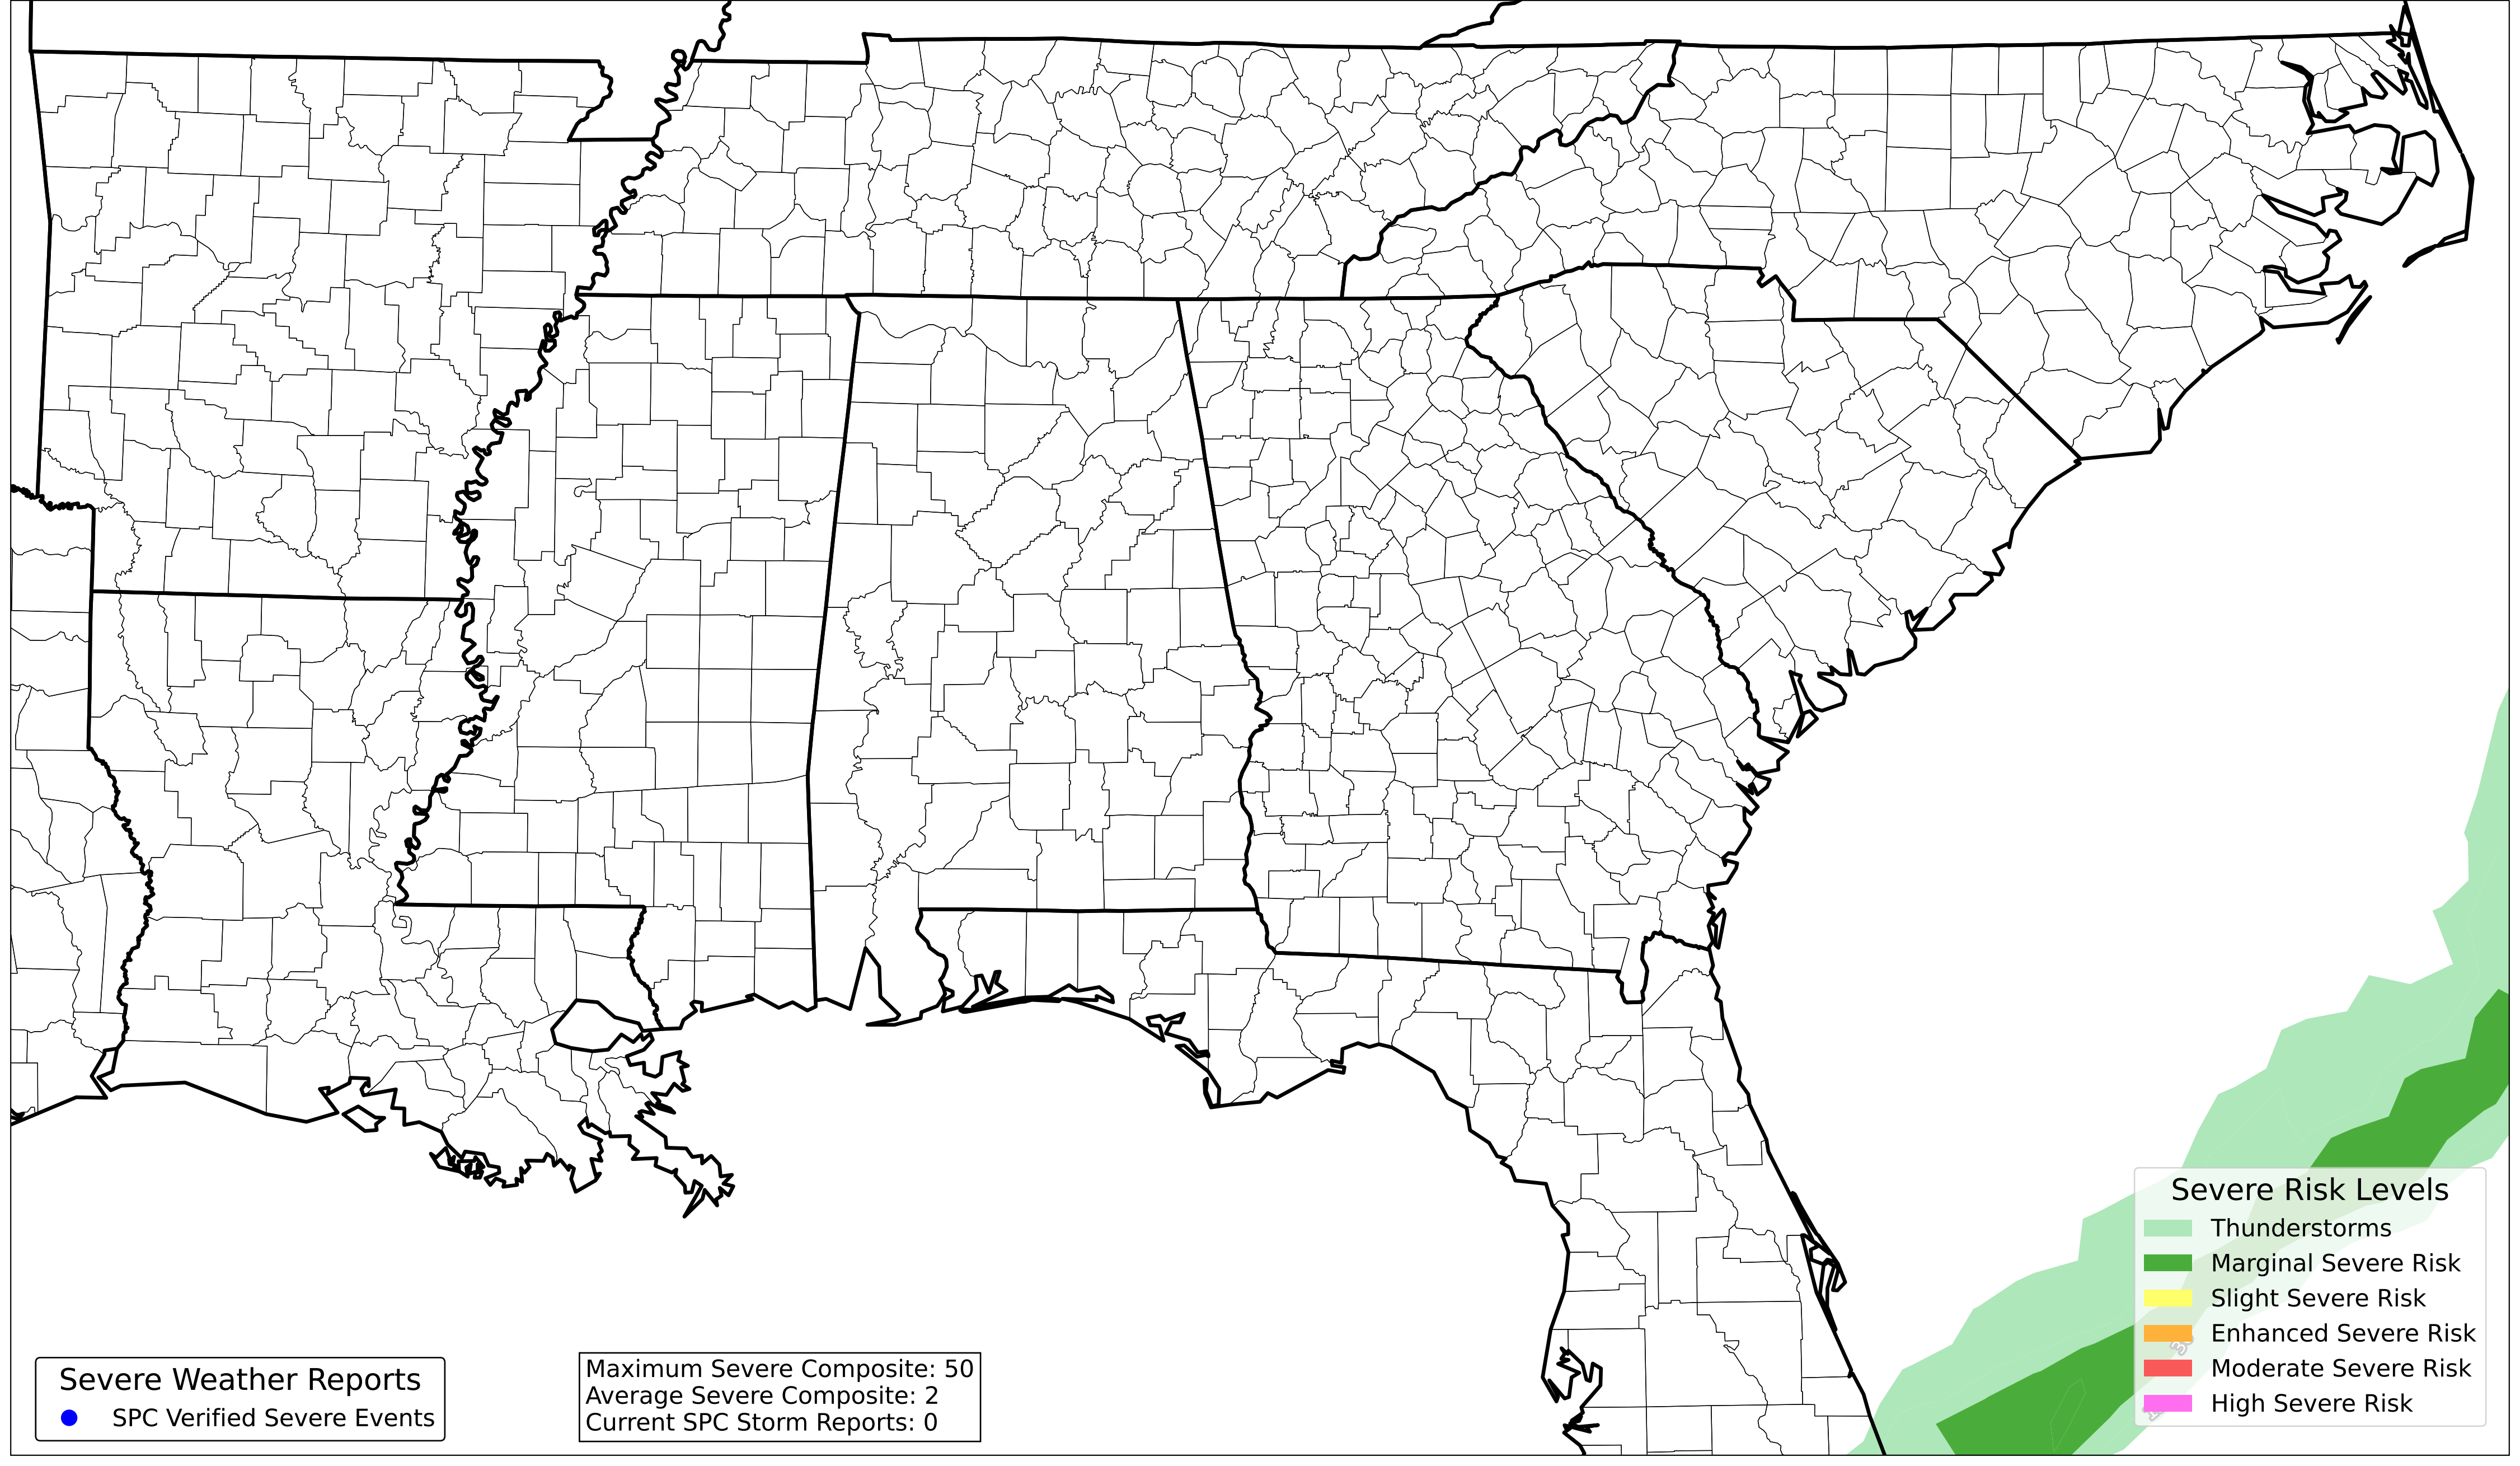 Severe Weather Reports
SPC Verified Severe Events
Maximum Severe Composite: 50
Average Severe Composite: 2
Current SPC Storm Reports: 0
Severe Risk Levels
Thunderstorms
Marginal Severe Risk
Slight Severe Risk
Enhanced Severe Risk
Moderate Severe Risk
High Severe Risk